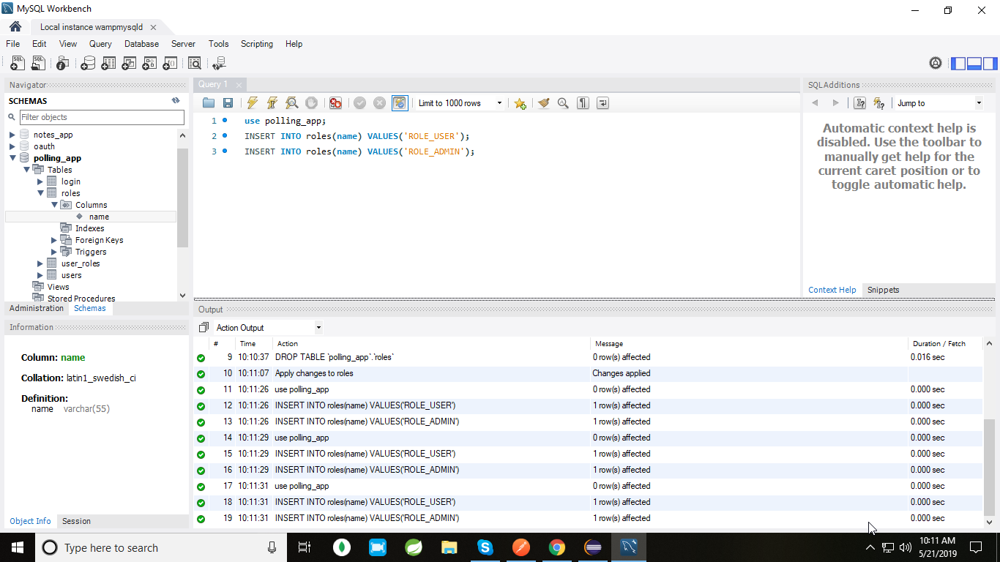 MySQL Workbench
Local instance wampmysqld
File Edit View Query Database Server Tools Scripting Help
Navigator
SCHEMAS
Filter objects
notes_app
oauth
polling_app
Tables
login
roles
Columns
name
Indexes
Foreign Keys
Triggers
user_roles
users
Views
Stored Procedures
Administration Schemas
Information
Column: name
Collation: latin1_swedish_ci
Definition:
name varchar(55)
Object Info Session
Query 1
Limit to 1000 rows
1 use polling_app;
2 INSERT INTO roles(name) VALUES('ROLE_USER');
3 INSERT INTO roles(name) VALUES('ROLE_ADMIN');
SQLAdditions
Jump to
Automatic context help is
disabled. Use the toolbar to
manually get help for the
current caret position or to
toggle automatic help.
Context Help Snippets
Output
Action Output
# Time Action Message Duration / Fetch
9 10:10:37 DROP TABLE `polling_app`.`roles` 0 row(s) affected 0.016 sec
10 10:11:07 Apply changes to roles Changes applied
11 10:11:26 use polling_app 0 row(s) affected 0.000 sec
12 10:11:26 INSERT INTO roles(name) VALUES('ROLE_USER') 1 row(s) affected 0.000 sec
13 10:11:26 INSERT INTO roles(name) VALUES('ROLE_ADMIN') 1 row(s) affected 0.000 sec
14 10:11:29 use polling_app 0 row(s) affected 0.000 sec
15 10:11:29 INSERT INTO roles(name) VALUES('ROLE_USER') 1 row(s) affected 0.000 sec
16 10:11:29 INSERT INTO roles(name) VALUES('ROLE_ADMIN') 1 row(s) affected 0.000 sec
17 10:11:31 use polling_app 0 row(s) affected 0.000 sec
18 10:11:31 INSERT INTO roles(name) VALUES('ROLE_USER') 1 row(s) affected 0.000 sec
19 10:11:31 INSERT INTO roles(name) VALUES('ROLE_ADMIN') 1 row(s) affected 0.000 sec
Type here to search
10:11 AM
5/21/2019